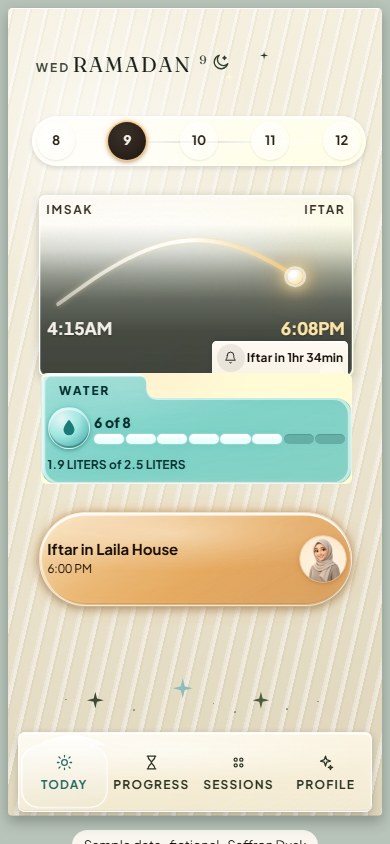 WED RAMADAN 9
8 9 10 11 12
IMSAK IFTAR
4:15AM 6:08PM
Iftar in 1hr 34min
WATER
6 of 8
1.9 LITERS of 2.5 LITERS
Iftar in Laila House
6:00 PM
TODAY PROGRESS SESSIONS PROFILE
Sample data · fictional · Saffron Dusk